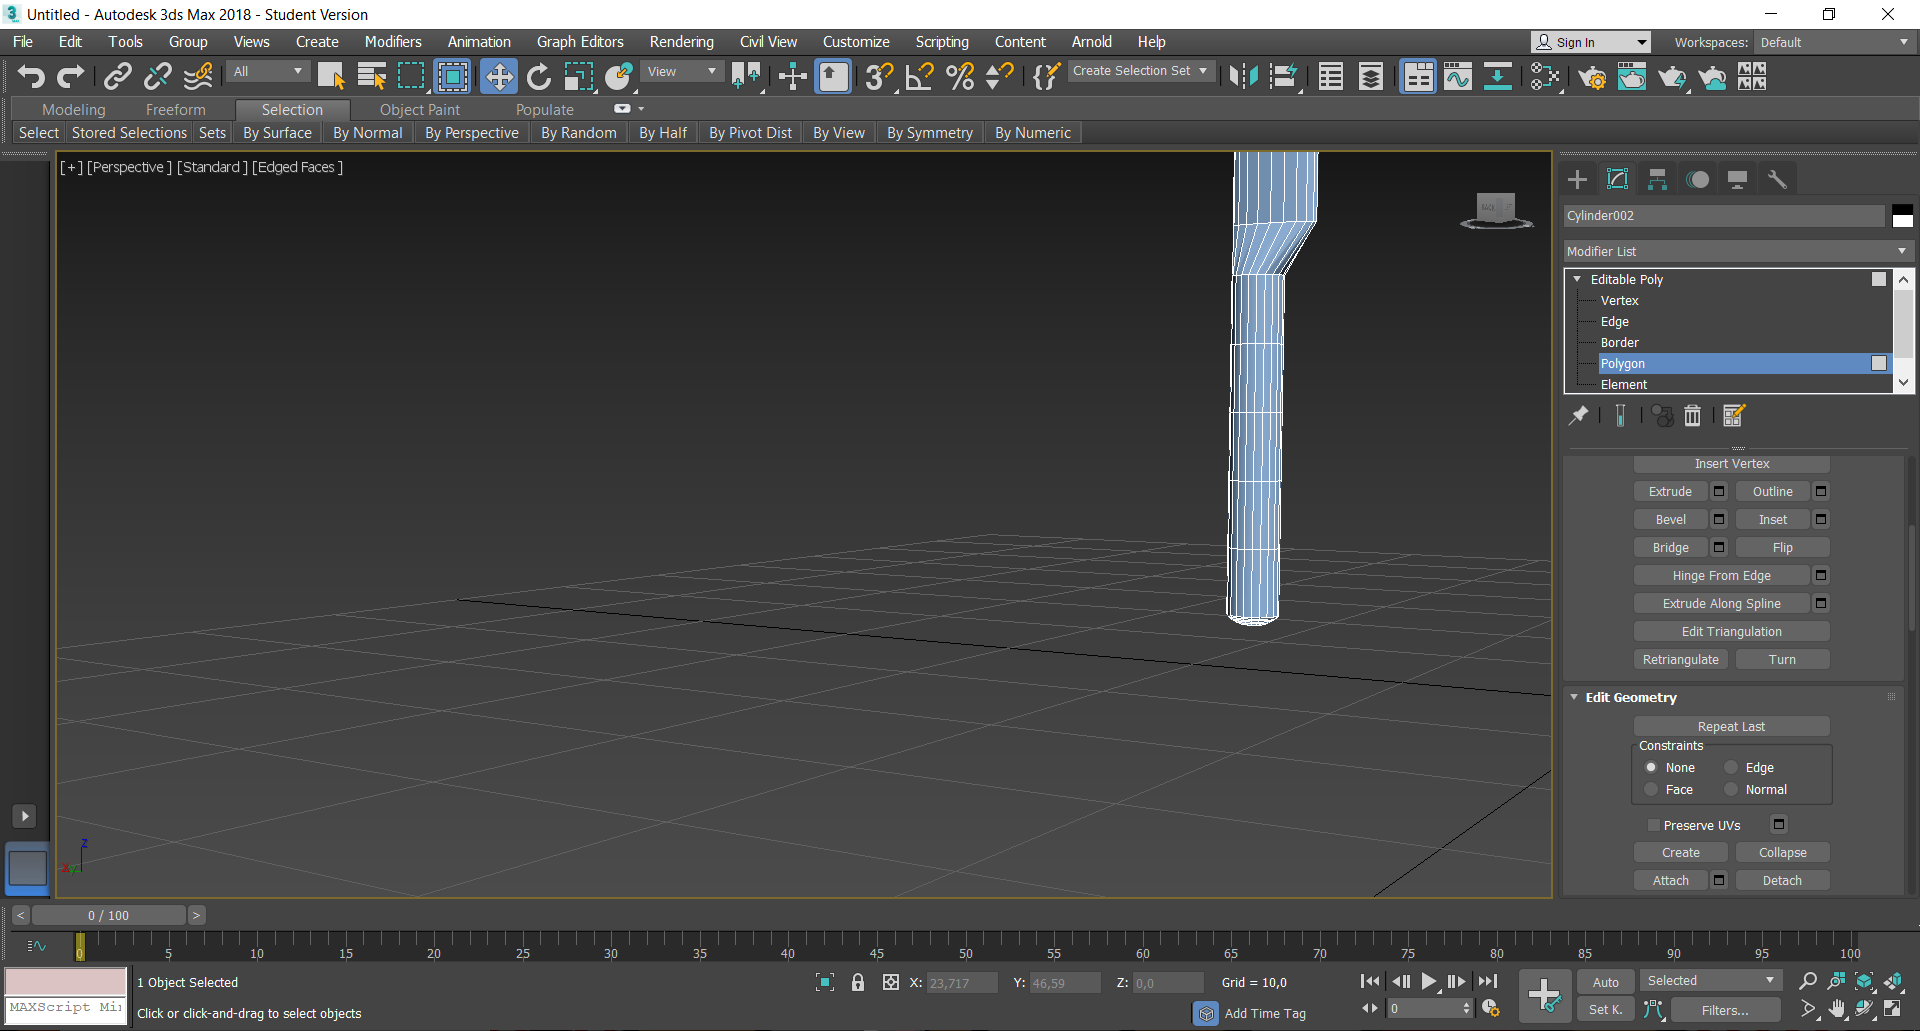 Untitled - Autodesk 3ds Max 2018 - Student Version
File Edit Tools Group Views Create Modifiers Animation Graph Editors Rendering Civil View Customize Scripting Content Arnold Help Sign In Workspaces: Default
All View Create Selection Set
Modeling Freeform Selection Object Paint Populate
Select Stored Selections Sets By Surface By Normal By Perspective By Random By Half By Pivot Dist By View By Symmetry By Numeric
[ + ] [Perspective ] [Standard ] [Edged Faces ]
BACK
Cylinder002
Modifier List
Editable Poly
Vertex
Edge
Border
Polygon
Element
Insert Vertex
Extrude Outline
Bevel Inset
Bridge Flip
Hinge From Edge
Extrude Along Spline
Edit Triangulation
Retriangulate Turn
Edit Geometry
Repeat Last
Constraints
None Edge
Face Normal
Preserve UVs
Create Collapse
Attach Detach
z
x y
< 0 / 100 >
0 5 10 15 20 25 30 35 40 45 50 55 60 65 70 75 80 85 90 95 100
1 Object Selected X: 23,717 Y: 46,59 Z: 0,0 Grid = 10,0 Auto Selected
MAXScript Mi
Click or click-and-drag to select objects Add Time Tag 0 Set K. Filters...